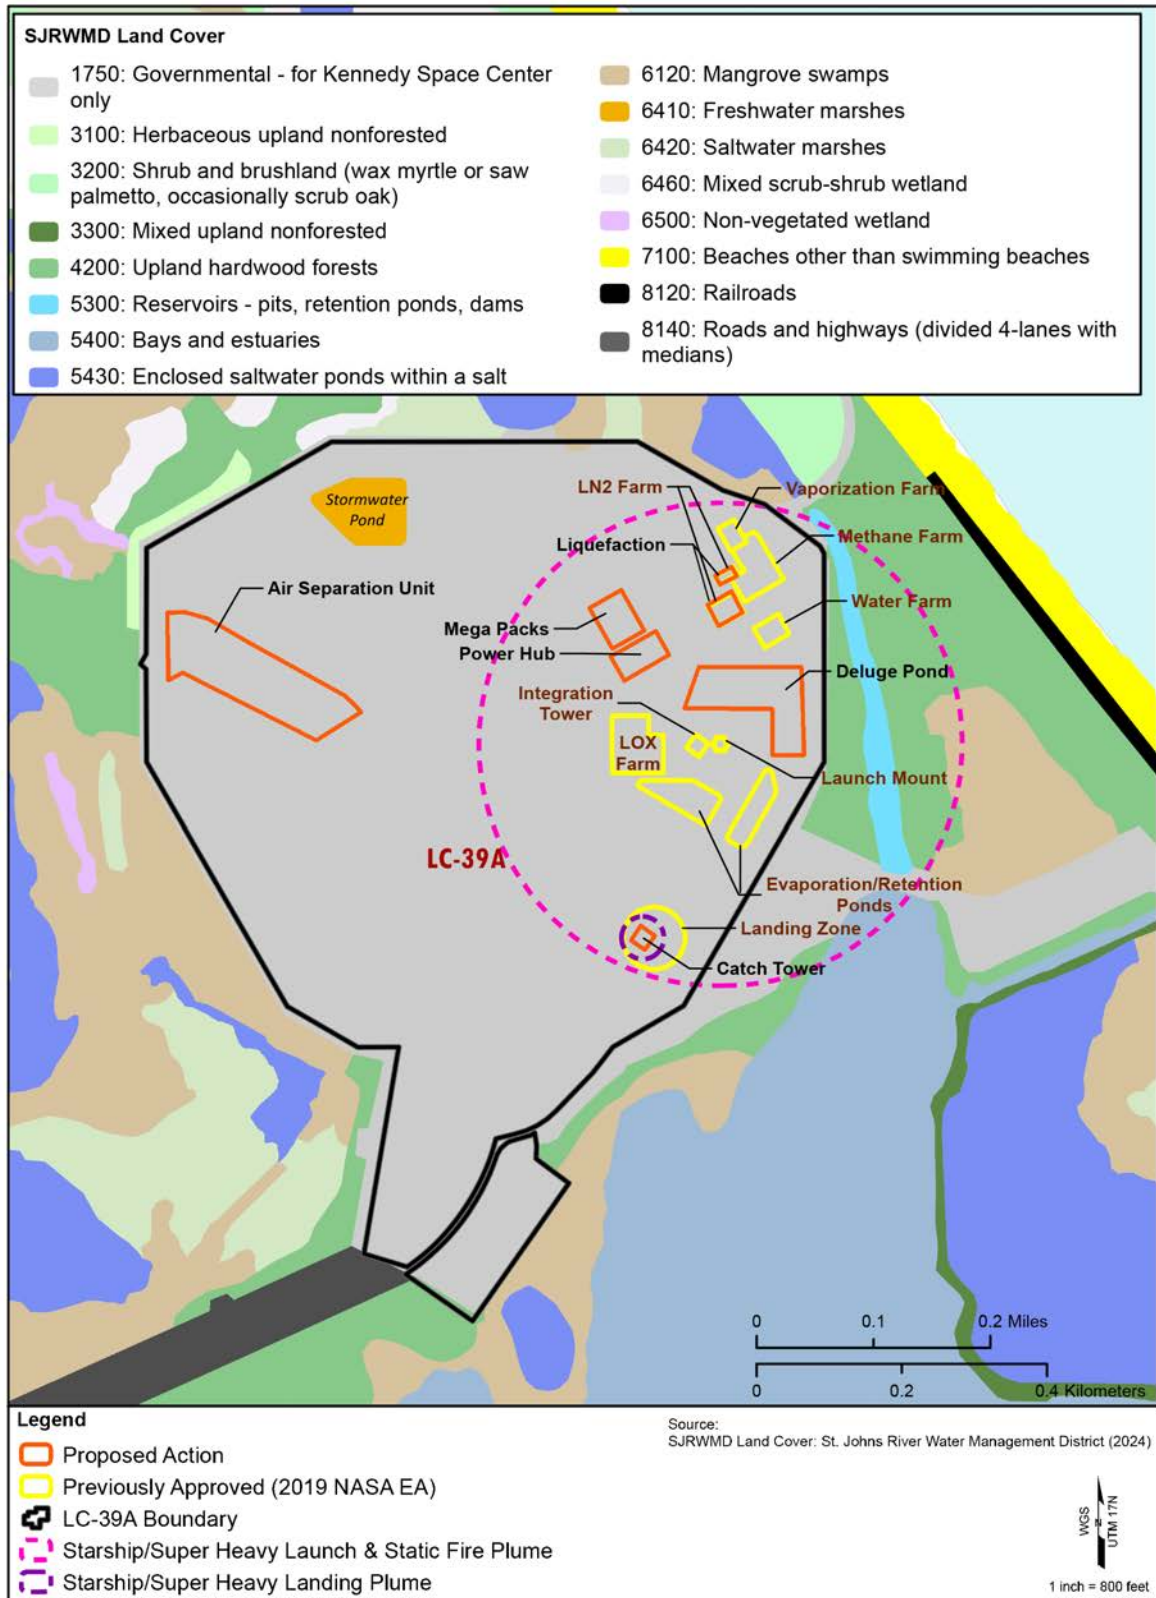 SJRWMD Land Cover
1750: Governmental - for Kennedy Space Center
only
3100: Herbaceous upland nonforested
3200: Shrub and brushland (wax myrtle or saw
palmetto, occasionally scrub oak)
3300: Mixed upland nonforested
4200: Upland hardwood forests
5300: Reservoirs - pits, retention ponds, dams
5400: Bays and estuaries
5430: Enclosed saltwater ponds within a salt
6120: Mangrove swamps
6410: Freshwater marshes
6420: Saltwater marshes
6460: Mixed scrub-shrub wetland
6500: Non-vegetated wetland
7100: Beaches other than swimming beaches
8120: Railroads
8140: Roads and highways (divided 4-lanes with
medians)
Stormwater
Pond
LN2 Farm
Vaporization Farm
Liquefaction
Methane Farm
Air Separation Unit
Water Farm
Mega Packs
Power Hub
Deluge Pond
Integration
Tower
LOX
Farm
Launch Mount
LC-39A
Evaporation/Retention
Ponds
Landing Zone
Catch Tower
0 0.1 0.2 Miles
0 0.2 0.4 Kilometers
Legend
Proposed Action
Previously Approved (2019 NASA EA)
LC-39A Boundary
Starship/Super Heavy Launch & Static Fire Plume
Starship/Super Heavy Landing Plume
Source:
SJRWMD Land Cover: St. Johns River Water Management District (2024)
WGS
N
UTM 17N
1 inch = 800 feet